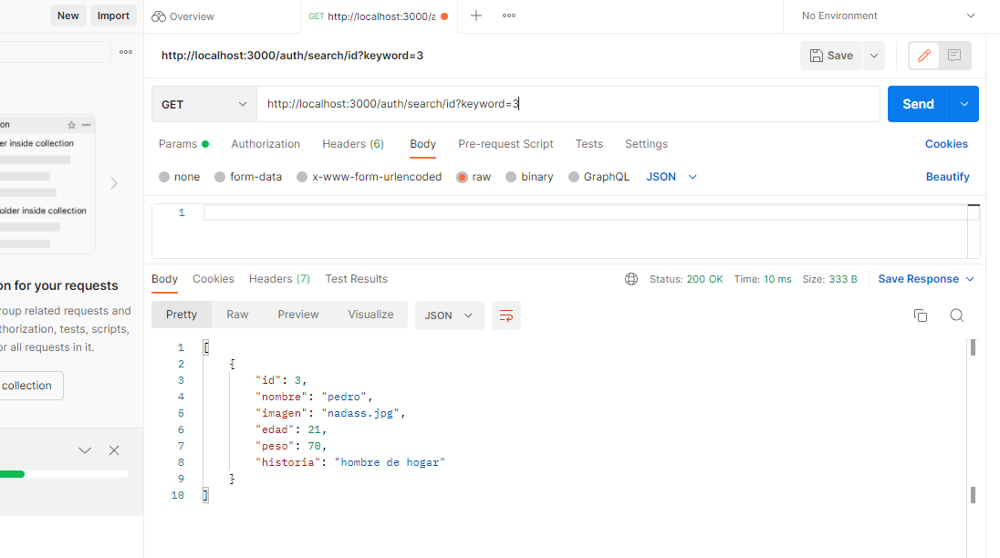 New Import
Overview
GET http://localhost:3000/a
No Environment
http://localhost:3000/auth/search/id?keyword=3
Save
GET
http://localhost:3000/auth/search/id?keyword=3
Send
Params
Authorization
Headers (6)
Body
Pre-request Script
Tests
Settings
Cookies
none
form-data
x-www-form-urlencoded
raw
binary
GraphQL
JSON
Beautify
1
on
er inside collection
older inside collection
on for your requests
roup related requests and
thorization, tests, scripts,
or all requests in it.
collection
Body
Cookies
Headers (7)
Test Results
Status: 200 OK
Time: 10 ms
Size: 333 B
Save Response
Pretty
Raw
Preview
Visualize
JSON
1 [
2 {
3 "id": 3,
4 "nombre": "pedro",
5 "imagen": "nadass.jpg",
6 "edad": 21,
7 "peso": 70,
8 "historia": "hombre de hogar"
9 }
10 ]